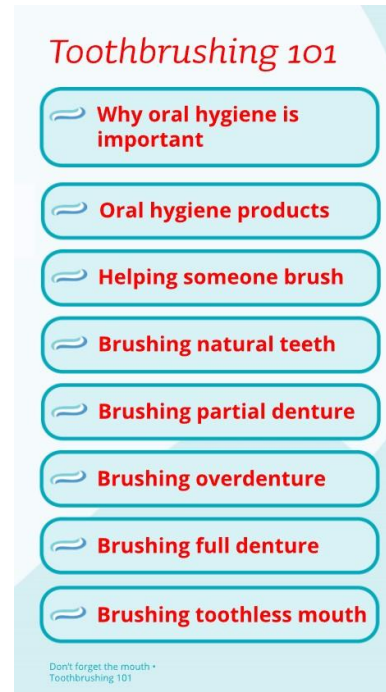 Toothbrushing 101
Why oral hygiene is
important
Oral hygiene products
Helping someone brush
Brushing natural teeth
Brushing partial denture
Brushing overdenture
Brushing full denture
Brushing toothless mouth
Don't forget the mouth •
Toothbrushing 101